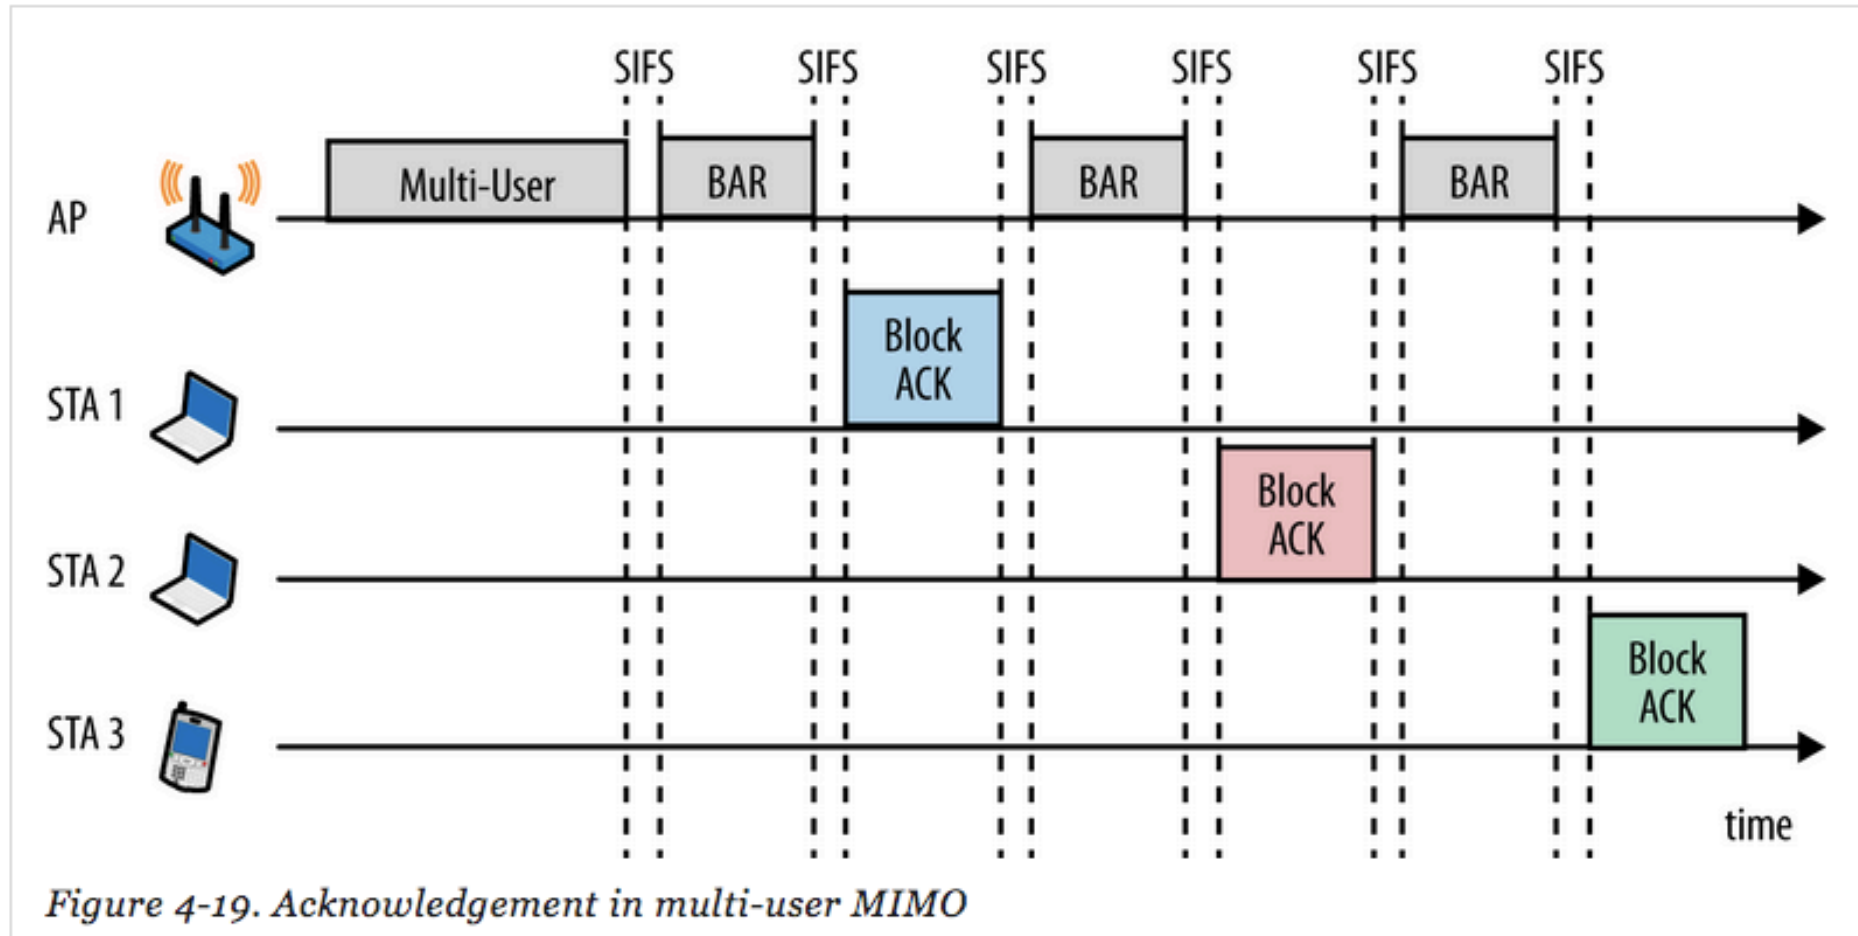 SIFS SIFS SIFS SIFS SIFS SIFS
AP
Multi-User BAR BAR BAR
STA 1
Block
ACK
STA 2
Block
ACK
STA 3
Block
ACK
time
Figure 4-19. Acknowledgement in multi-user MIMO